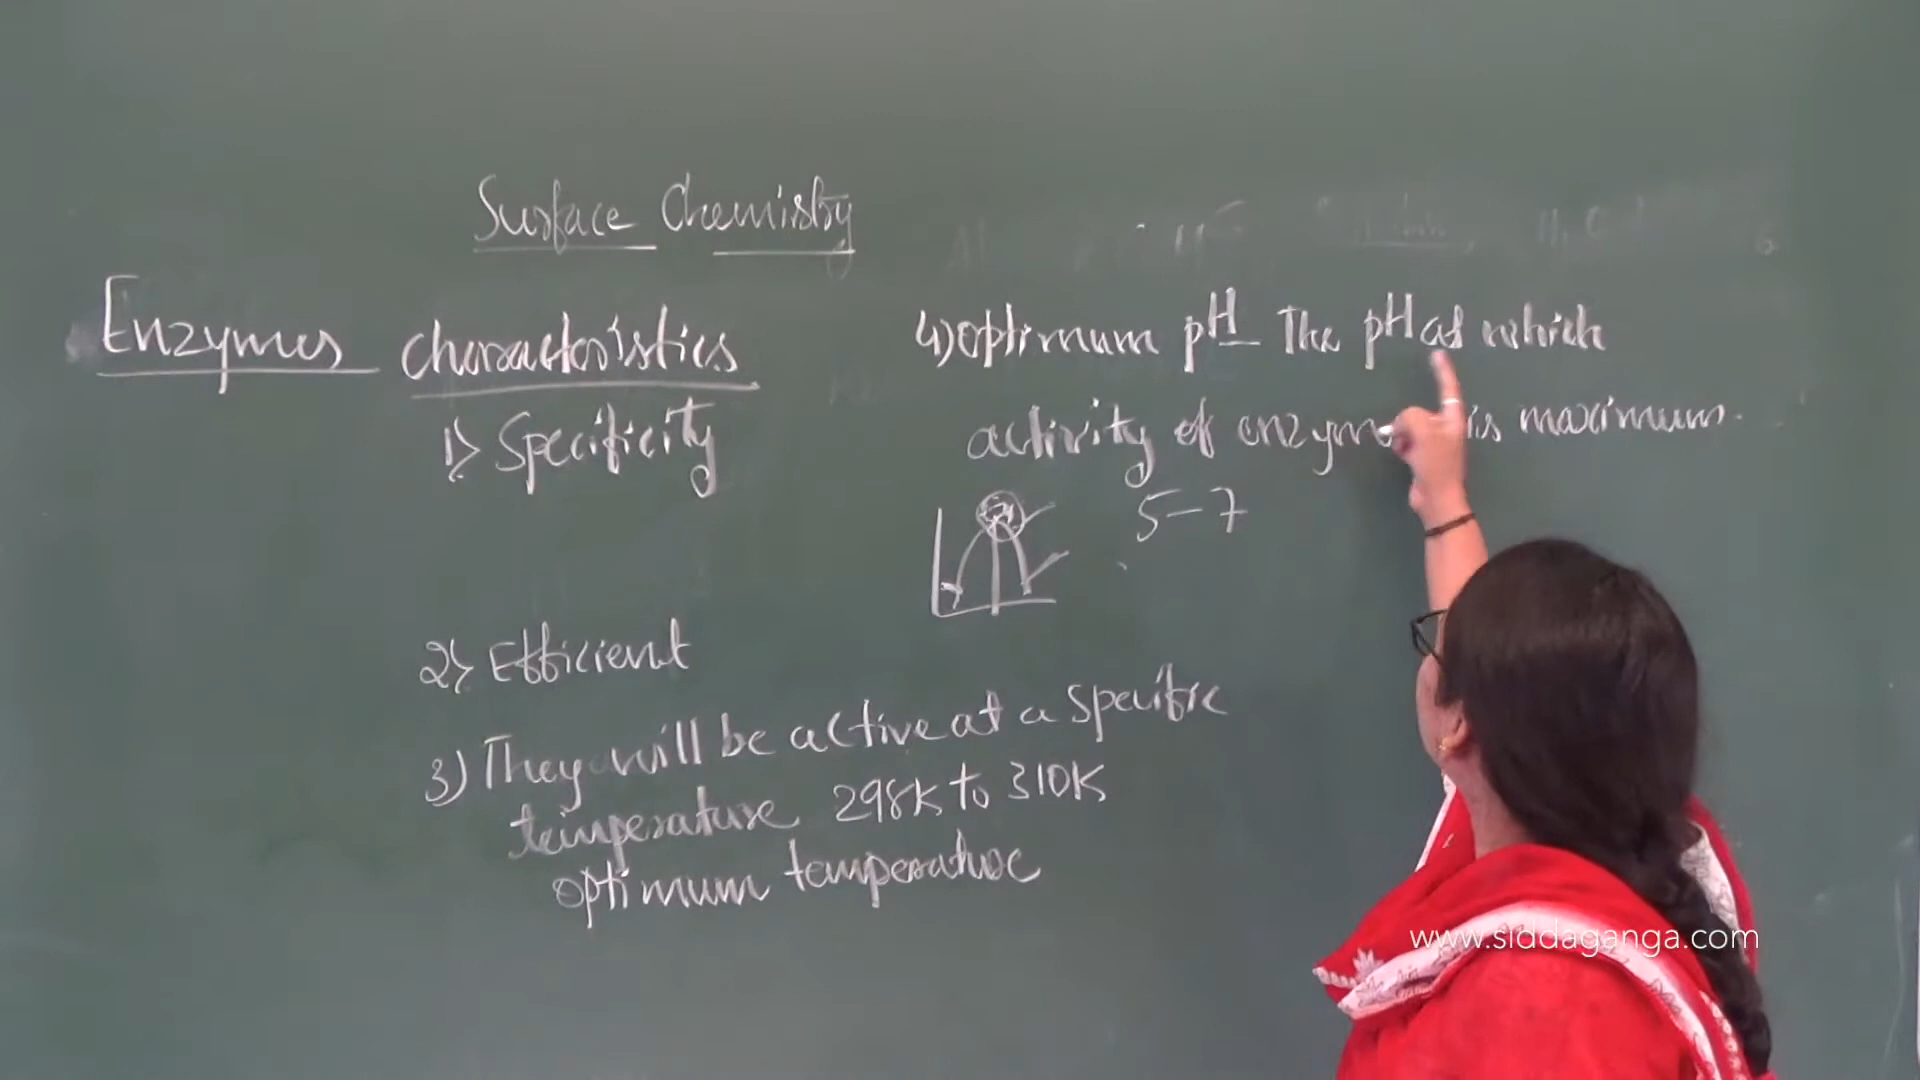 Surface Chemistry
Enzymes characteristics
1) Specificity
2) Efficient
3) They will be active at a specific
temperature 298K to 310K
optimum temperature
4) optimum pH - The pH at which
activity of enzyme is maximum.
5-7
www.siddaganga.com